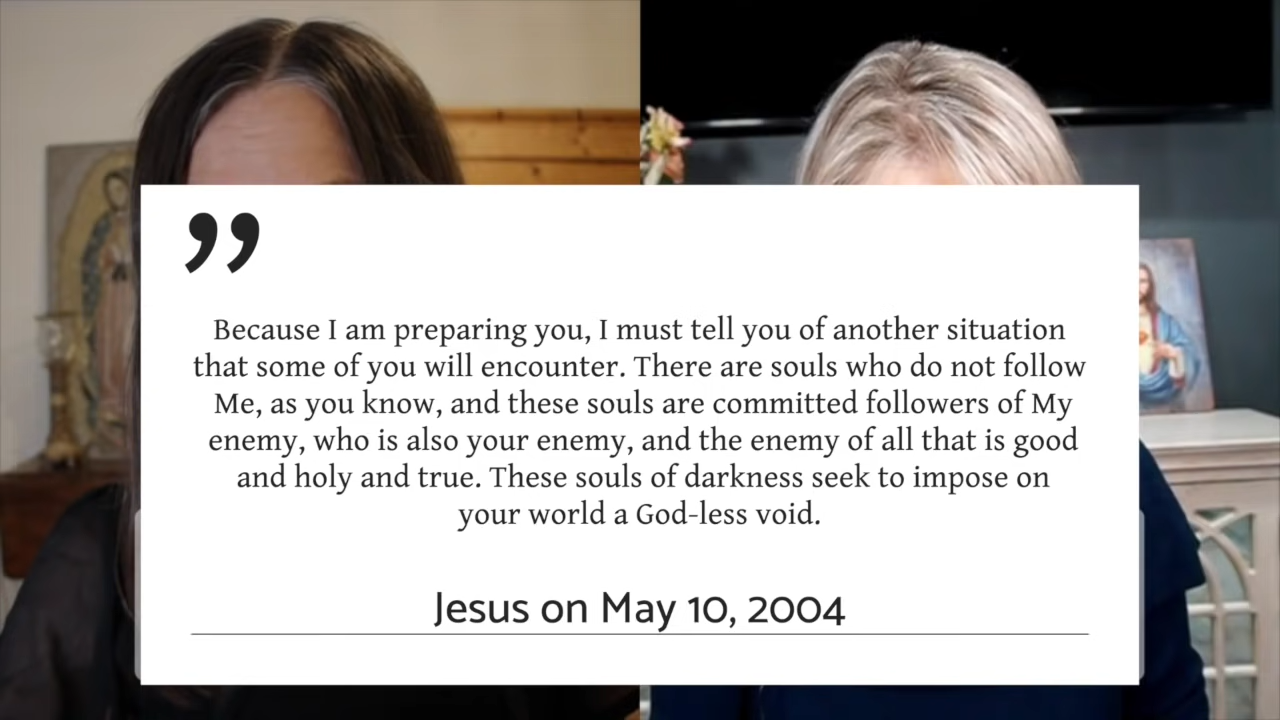 ”
Because I am preparing you, I must tell you of another situation
that some of you will encounter. There are souls who do not follow
Me, as you know, and these souls are committed followers of My
enemy, who is also your enemy, and the enemy of all that is good
and holy and true. These souls of darkness seek to impose on
your world a God-less void.
Jesus on May 10, 2004